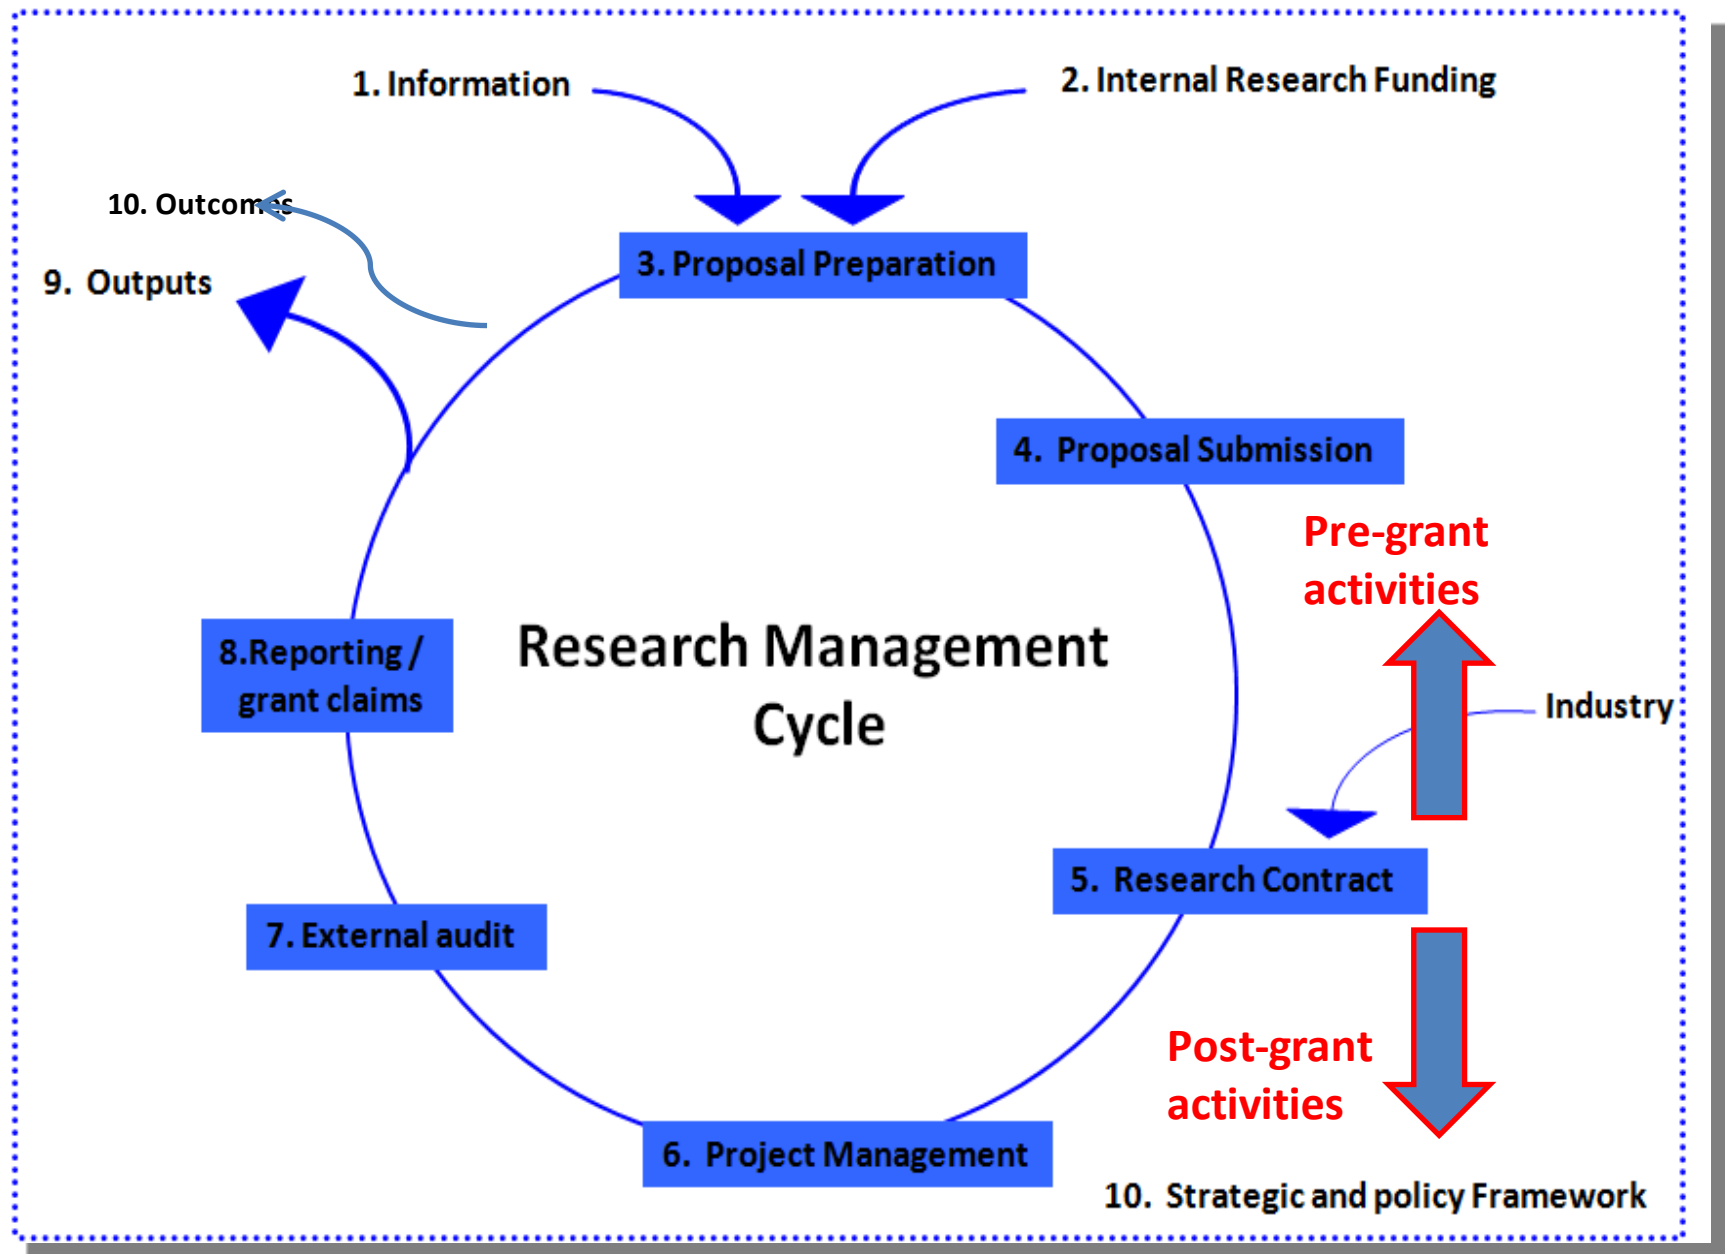 1. Information
2. Internal Research Funding
10. Outcomes
9. Outputs
3. Proposal Preparation
4. Proposal Submission
Pre-grant
activities
8.Reporting /
grant claims
Research Management
Cycle
Industry
5. Research Contract
7. External audit
Post-grant
activities
6. Project Management
10. Strategic and policy Framework